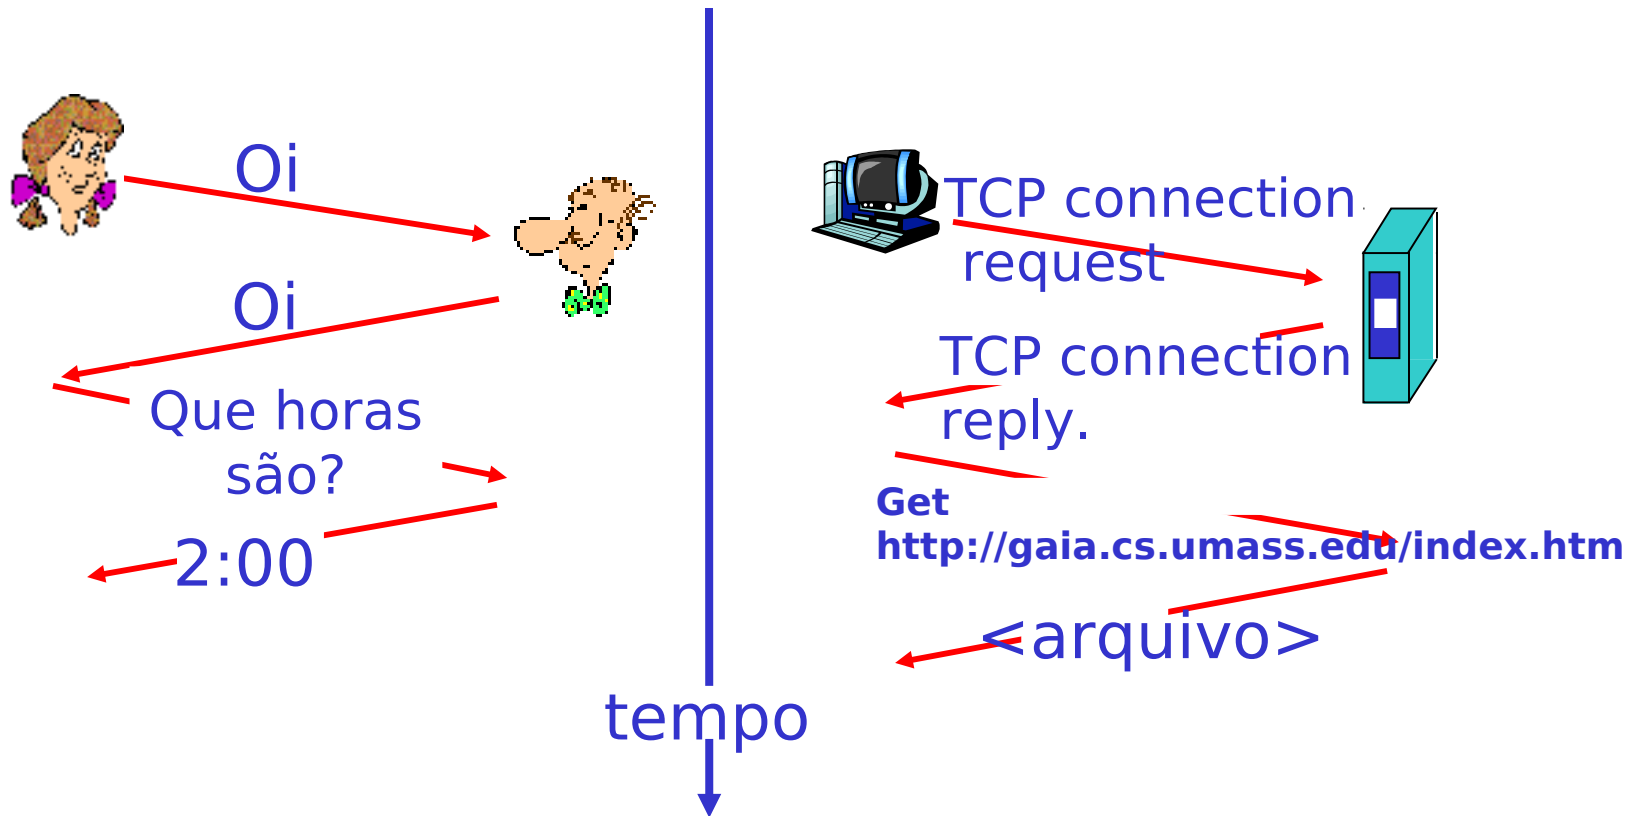 Oi
Oi
Que horas
são?
2:00
tempo
TCP connection
request
TCP connection
reply.
Get
http://gaia.cs.umass.edu/index.htm
<arquivo>